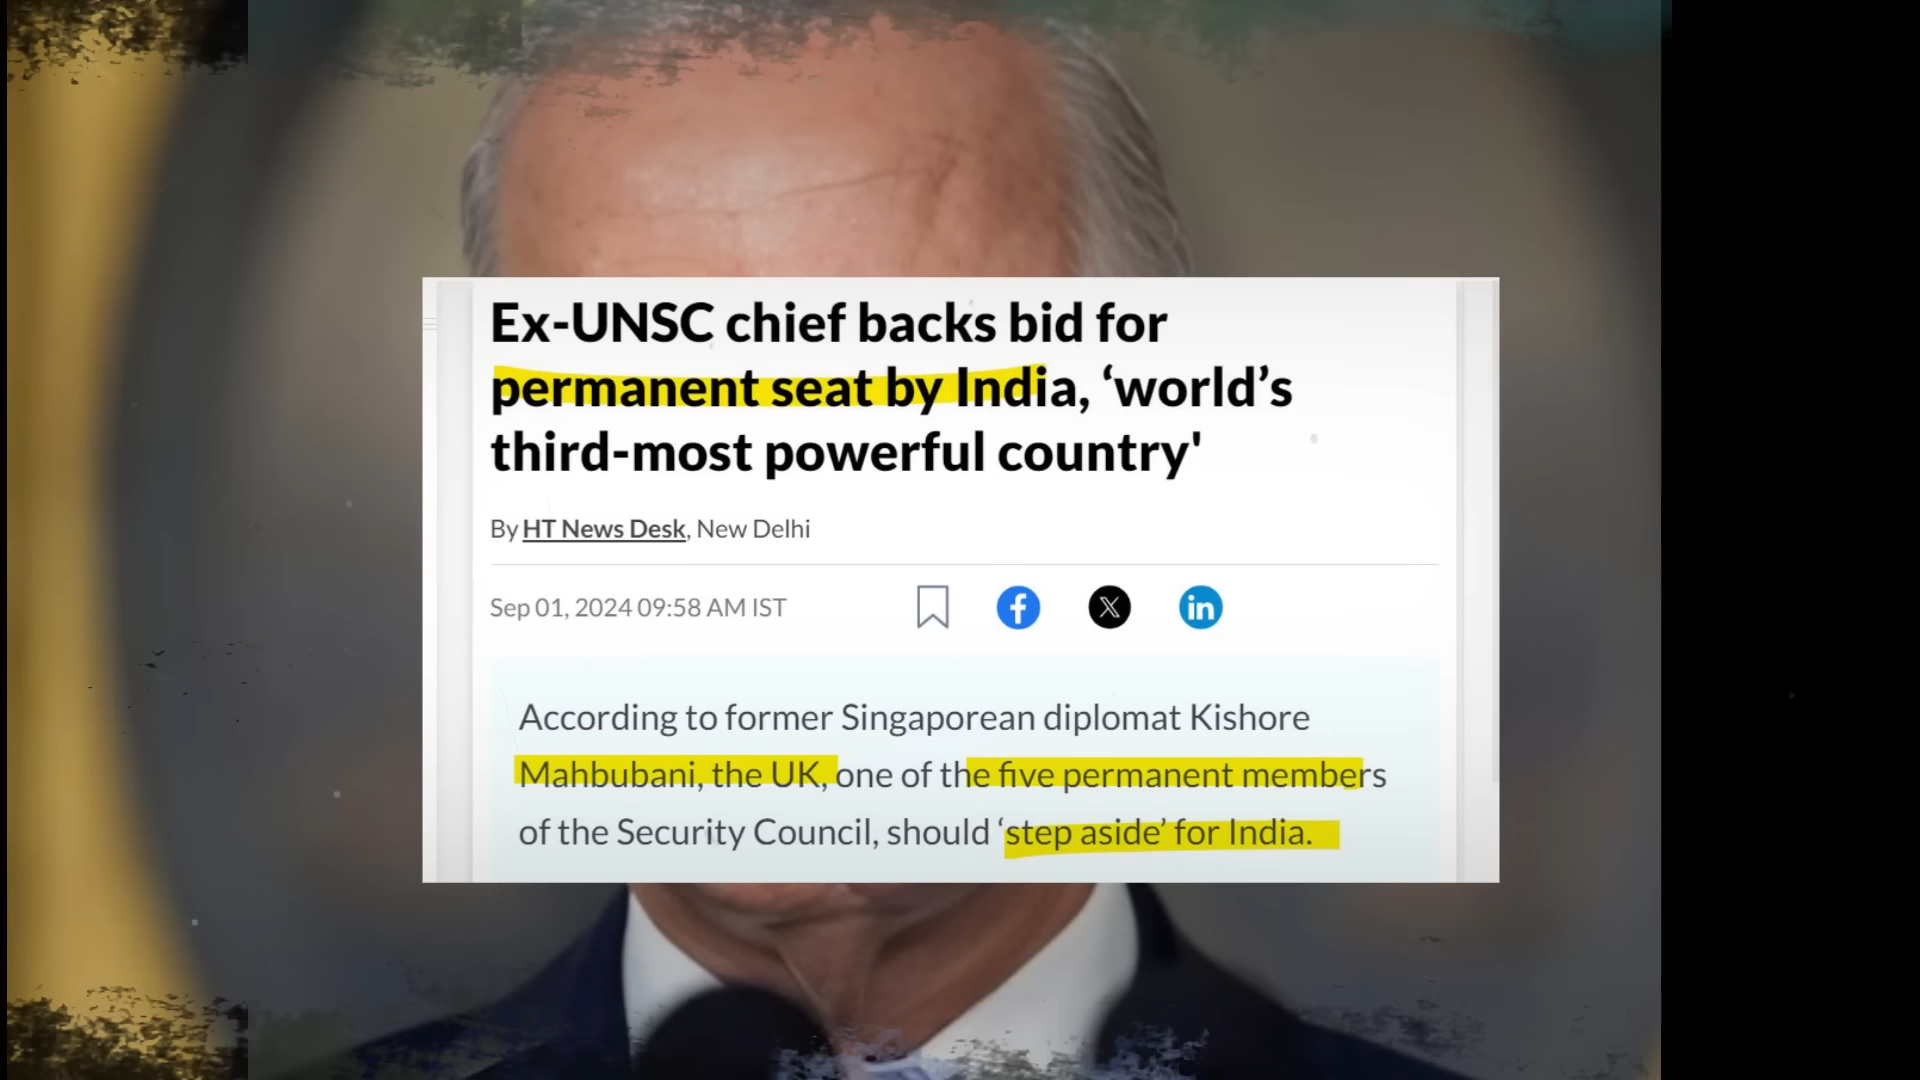 Ex-UNSC chief backs bid for
permanent seat by India, ‘world’s
third-most powerful country'
By HT News Desk, New Delhi
Sep 01, 2024 09:58 AM IST
According to former Singaporean diplomat Kishore
Mahbubani, the UK, one of the five permanent members
of the Security Council, should ‘step aside’ for India.